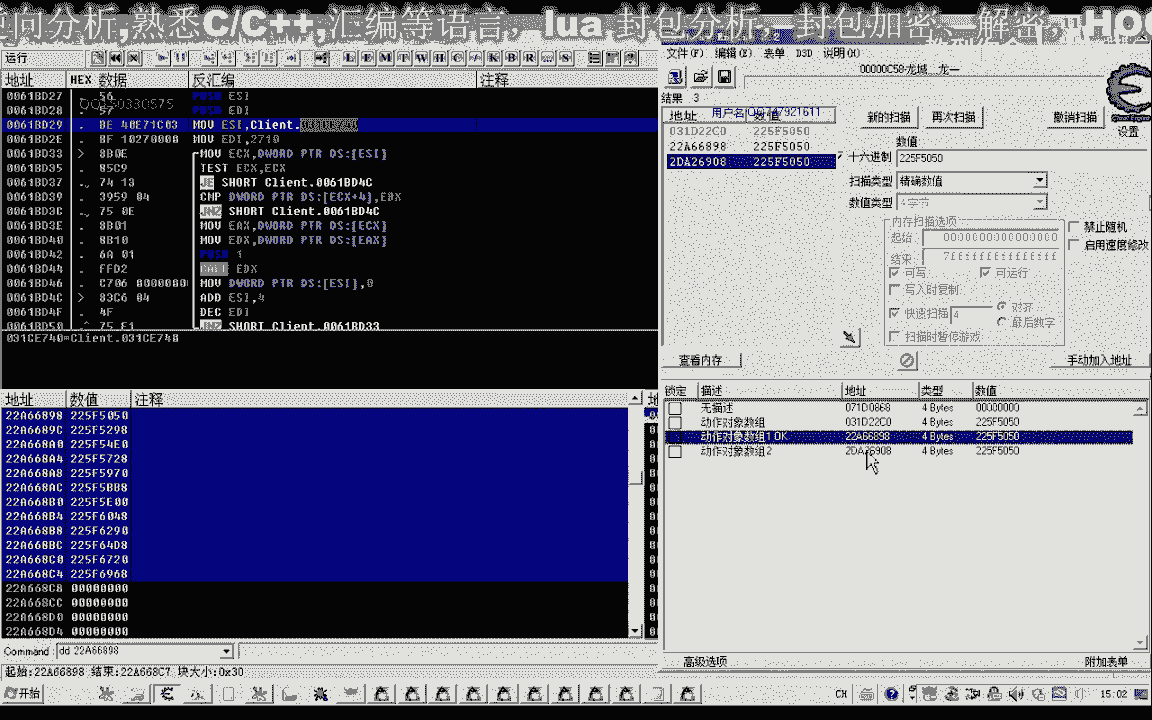 向分析,熟悉C/C++,汇编等语言, lua 封包分析,—封包加密—解密,HOO
运行
地址 HEX 数据 反汇编 注释
0061BD27 . 56 PUSH ESI
0061BD28 . 57 PUSH EDI
0061BD29 . BE 40E71C03 MOV ESI,Client.
0061BD2E . BF 10270000 MOV EDI,2710
0061BD33 > 8B0E MOV ECX,DWORD PTR DS:[ESI]
0061BD35 . 85C9 TEST ECX,ECX
0061BD37 . 74 13 JE SHORT Client.0061BD4C
0061BD39 . 3959 04 CMP DWORD PTR DS:[ECX+4],EBX
0061BD3C . 75 0E JNZ SHORT Client.0061BD4C
0061BD3E . 8B01 MOV EAX,DWORD PTR DS:[ECX]
0061BD40 . 8B10 MOV EDX,DWORD PTR DS:[EAX]
0061BD42 . 6A 01 PUSH 1
0061BD44 . FFD2 CALL EDX
0061BD46 . C706 0000000 MOV DWORD PTR DS:[ESI],0
0061BD4C > 83C6 04 ADD ESI,4
0061BD4F . 4F DEC EDI
0061BD50 .^ 75 E1 JNZ SHORT Client.0061BD33
031CE740=Client.031CE740
地址 数值 注释
22A66898 225F5050
22A6689C 225F5298
22A668A0 225F54E0
22A668A4 225F5728
22A668A8 225F5970
22A668AC 225F5BB8
22A668B0 225F5E00
22A668B4 225F6048
22A668B8 225F6290
22A668BC 225F64D8
22A668C0 225F6720
22A668C4 225F6968
22A668C8 00000000
22A668CC 00000000
22A668D0 00000000
22A668D4 00000000
Command : dd 22A66898
起始:22A66898 结束:22A668C7 块大小:0x30
文件(F) 编辑(E) 表单 D3D 说明(H)
00000C58-龙城
结果: 3
地址 数值
用户名
031D22C0 225F5050
22A66898 225F5050
2DA26908 225F5050
新的扫描 再次扫描 撤消扫描
设置
数值:
十六进制 225F5050
扫描类型 精确数值
数值类型 4 字节
内存扫描选项
起始: 0000000000000000
结束: 7fffffffffffffff
可写 可运行
写入时复制
快速扫描 4 对齐
最后数字
扫描时暂停游戏
禁止随机
启用速度修改
查看内存
手动加入地址
锁定 描述 地址 类型 数值
无描述 071D0868 4 Bytes 00000000
动作对象数组 031D22C0 4 Bytes 225F5050
动作对象数组1 OK 22A66898 4 Bytes 225F5050
动作对象数组2 2DA26908 4 Bytes 225F5050
高级选项 附加表单
开始 CH 15:02